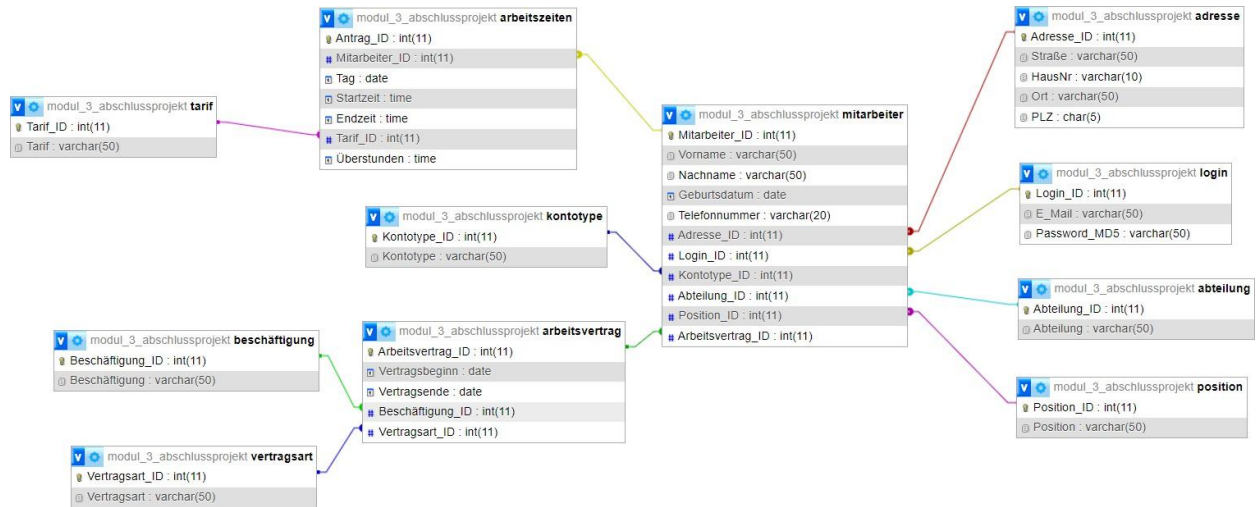 modul_3_abschlussprojekt arbeitszeiten
Antrag_ID : int(11)
Mitarbeiter_ID : int(11)
Tag : date
Startzeit : time
Endzeit : time
Tarif_ID : int(11)
Überstunden : time
modul_3_abschlussprojekt tarif
Tarif_ID : int(11)
Tarif : varchar(50)
modul_3_abschlussprojekt kontotype
Kontotype_ID : int(11)
Kontotype : varchar(50)
modul_3_abschlussprojekt beschäftigung
Beschäftigung_ID : int(11)
Beschäftigung : varchar(50)
modul_3_abschlussprojekt arbeitsvertrag
Arbeitsvertrag_ID : int(11)
Vertragsbeginn : date
Vertragsende : date
Beschäftigung_ID : int(11)
Vertragsart_ID : int(11)
modul_3_abschlussprojekt vertragsart
Vertragsart_ID : int(11)
Vertragsart : varchar(50)
modul_3_abschlussprojekt mitarbeiter
Mitarbeiter_ID : int(11)
Vorname : varchar(50)
Nachname : varchar(50)
Geburtsdatum : date
Telefonnummer : varchar(20)
Adresse_ID : int(11)
Login_ID : int(11)
Kontotype_ID : int(11)
Abteilung_ID : int(11)
Position_ID : int(11)
Arbeitsvertrag_ID : int(11)
modul_3_abschlussprojekt adresse
Adresse_ID : int(11)
Straße : varchar(50)
HausNr : varchar(10)
Ort : varchar(50)
PLZ : char(5)
modul_3_abschlussprojekt login
Login_ID : int(11)
E_Mail : varchar(50)
Password_MD5 : varchar(50)
modul_3_abschlussprojekt abteilung
Abteilung_ID : int(11)
Abteilung : varchar(50)
modul_3_abschlussprojekt position
Position_ID : int(11)
Position : varchar(50)